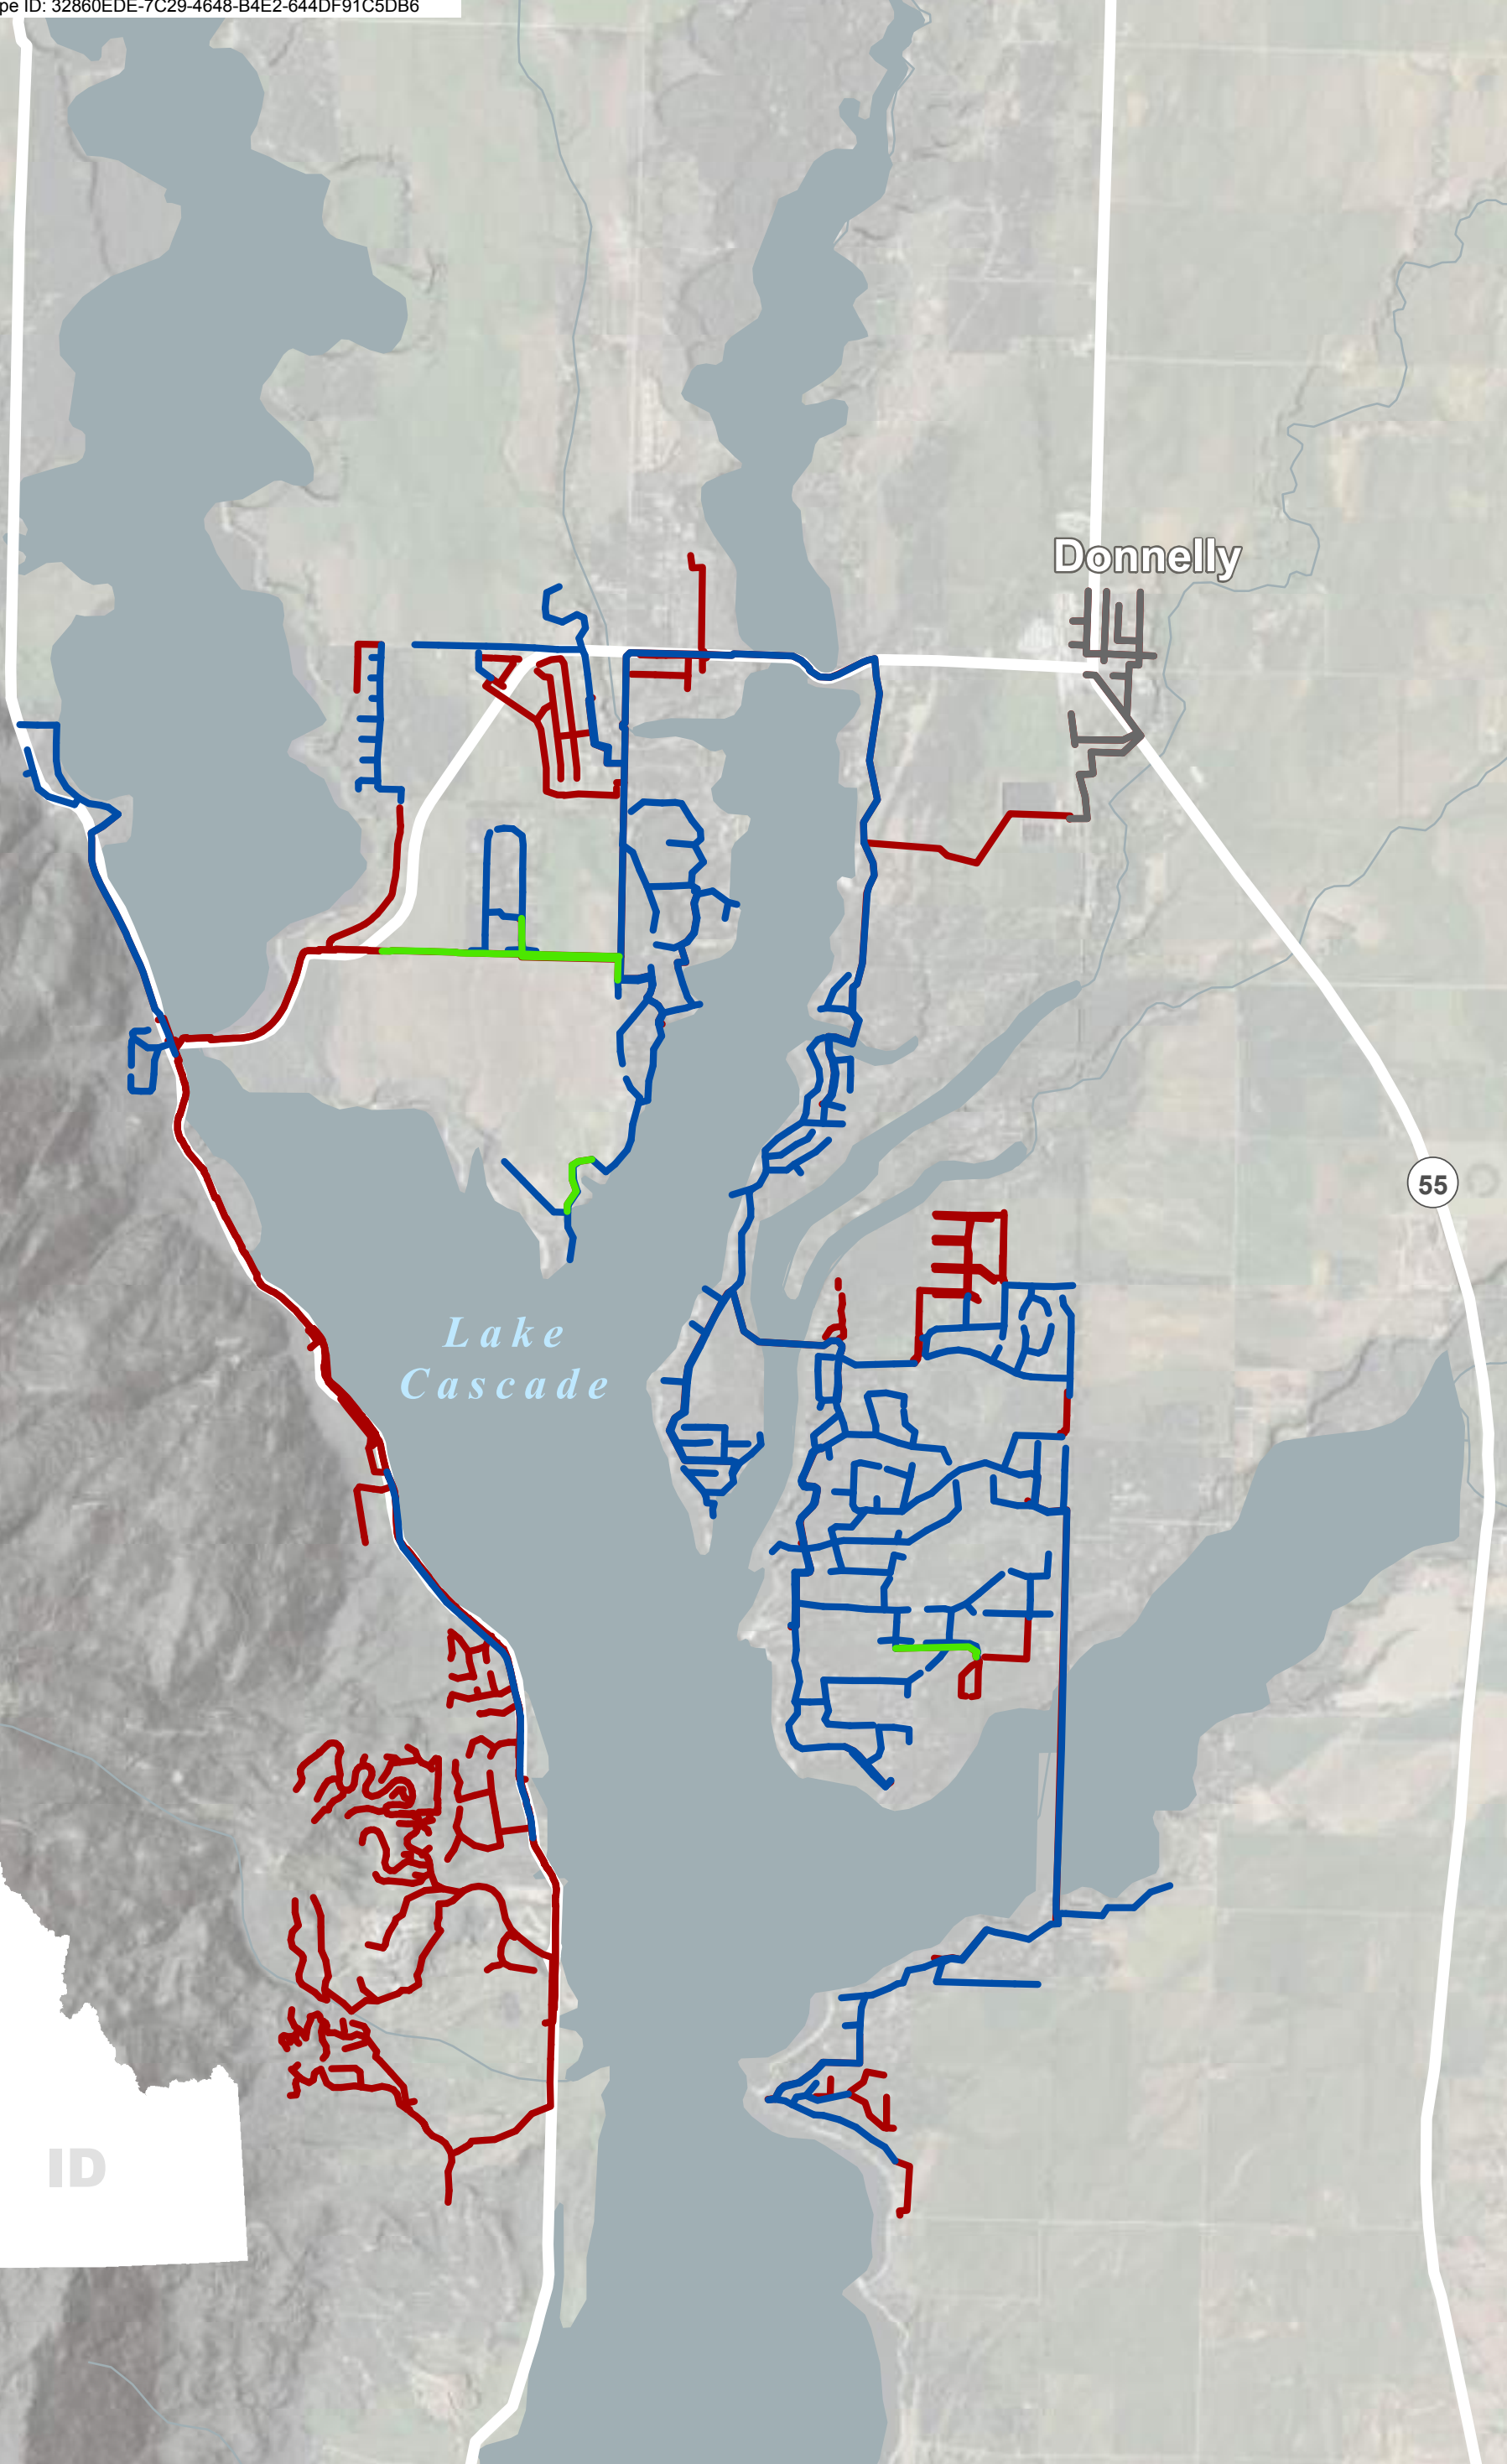 pe ID: 32860EDE-7C29-4648-B4E2-644DF91C5DB6
Donnelly
55
Lake
Cascade
ID